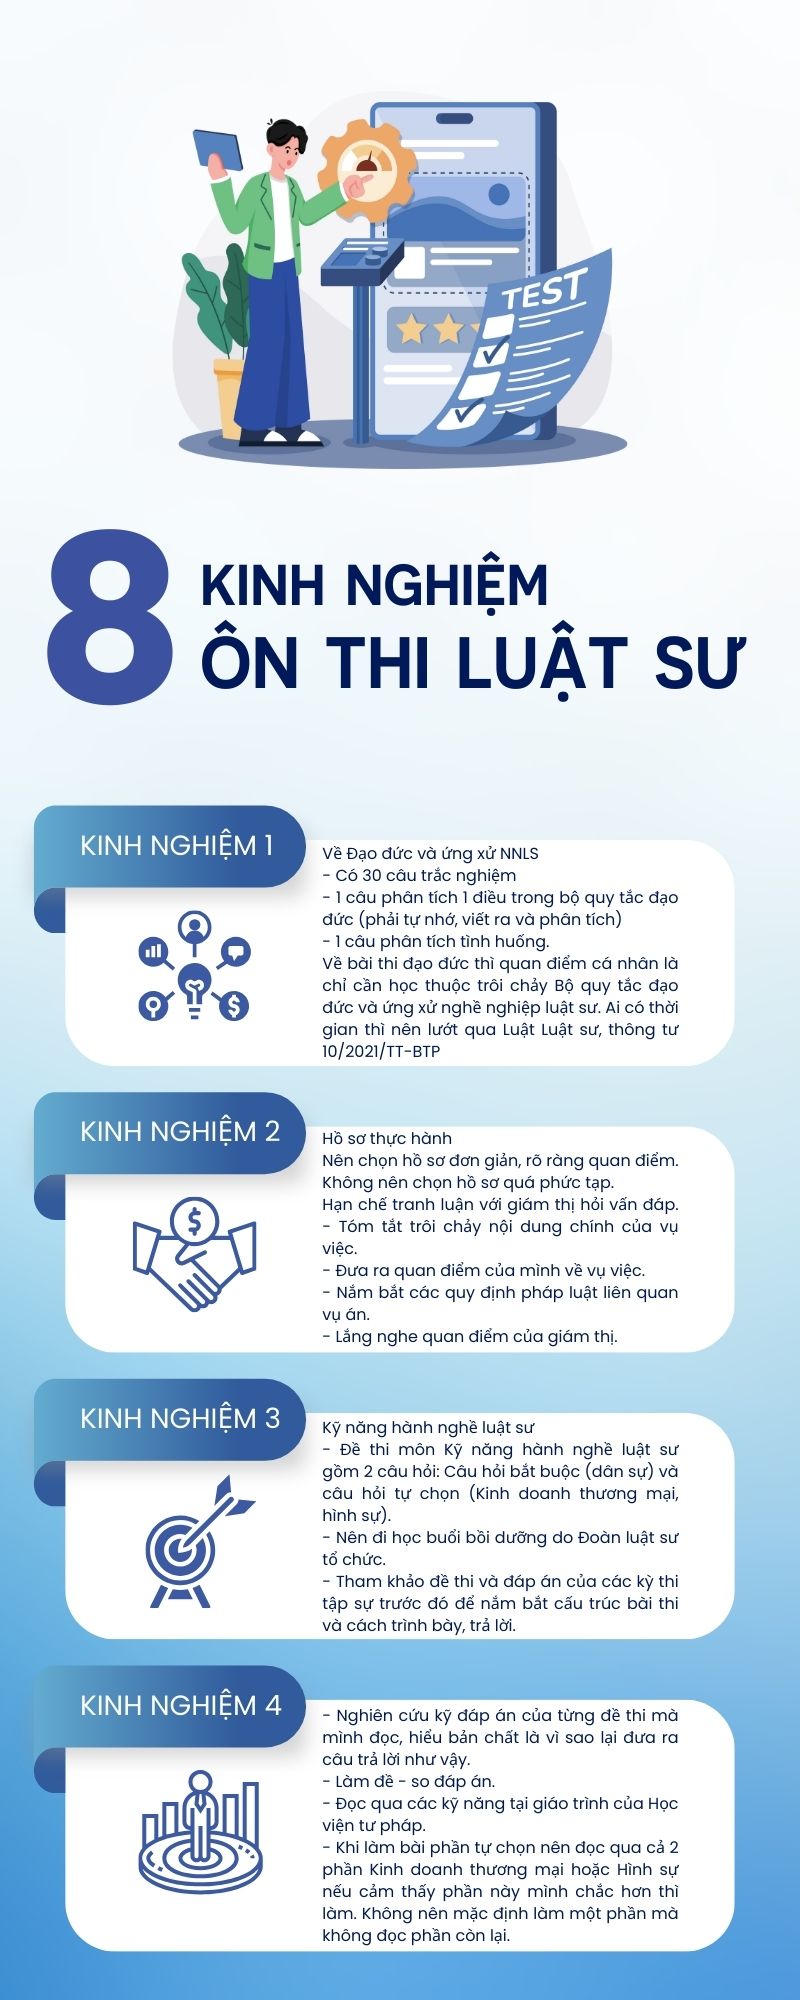 TEST
8
KINH NGHIỆM
ÔN THI LUẬT SƯ
KINH NGHIỆM 1
Về Đạo đức và ứng xử NNLS
- Có 30 câu trắc nghiệm
- 1 câu phân tích 1 điều trong bộ quy tắc đạo
đức (phải tự nhớ, viết ra và phân tích)
- 1 câu phân tích tình huống.
Về bài thi đạo đức thì quan điểm cá nhân là
chỉ cần học thuộc trôi chảy Bộ quy tắc đạo
đức và ứng xử nghề nghiệp luật sư. Ai có thời
gian thì nên lướt qua Luật Luật sư, thông tư
10/2021/TT-BTP
KINH NGHIỆM 2
Hồ sơ thực hành
Nên chọn hồ sơ đơn giản, rõ ràng quan điểm.
Không nên chọn hồ sơ quá phức tạp.
Hạn chế tranh luận với giám thị hỏi vấn đáp.
- Tóm tắt trôi chảy nội dung chính của vụ
việc.
- Đưa ra quan điểm của mình về vụ việc.
- Nắm bắt các quy định pháp luật liên quan
vụ án.
- Lắng nghe quan điểm của giám thị.
KINH NGHIỆM 3
Kỹ năng hành nghề luật sư
- Đề thi môn Kỹ năng hành nghề luật sư
gồm 2 câu hỏi: Câu hỏi bắt buộc (dân sự) và
câu hỏi tự chọn (Kinh doanh thương mại,
hình sự).
- Nên đi học buổi bồi dưỡng do Đoàn luật sư
tổ chức.
- Tham khảo đề thi và đáp án của các kỳ thi
tập sự trước đó để nắm bắt cấu trúc bài thi
và cách trình bày, trả lời.
KINH NGHIỆM 4
- Nghiên cứu kỹ đáp án của từng đề thi mà
mình đọc, hiểu bản chất là vì sao lại đưa ra
câu trả lời như vậy.
- Làm đề - so đáp án.
- Đọc qua các kỹ năng tại giáo trình của Học
viện tư pháp.
- Khi làm bài phần tự chọn nên đọc qua cả 2
phần Kinh doanh thương mại hoặc Hình sự
nếu cảm thấy phần này mình chắc hơn thì
làm. Không nên mặc định làm một phần mà
không đọc phần còn lại.